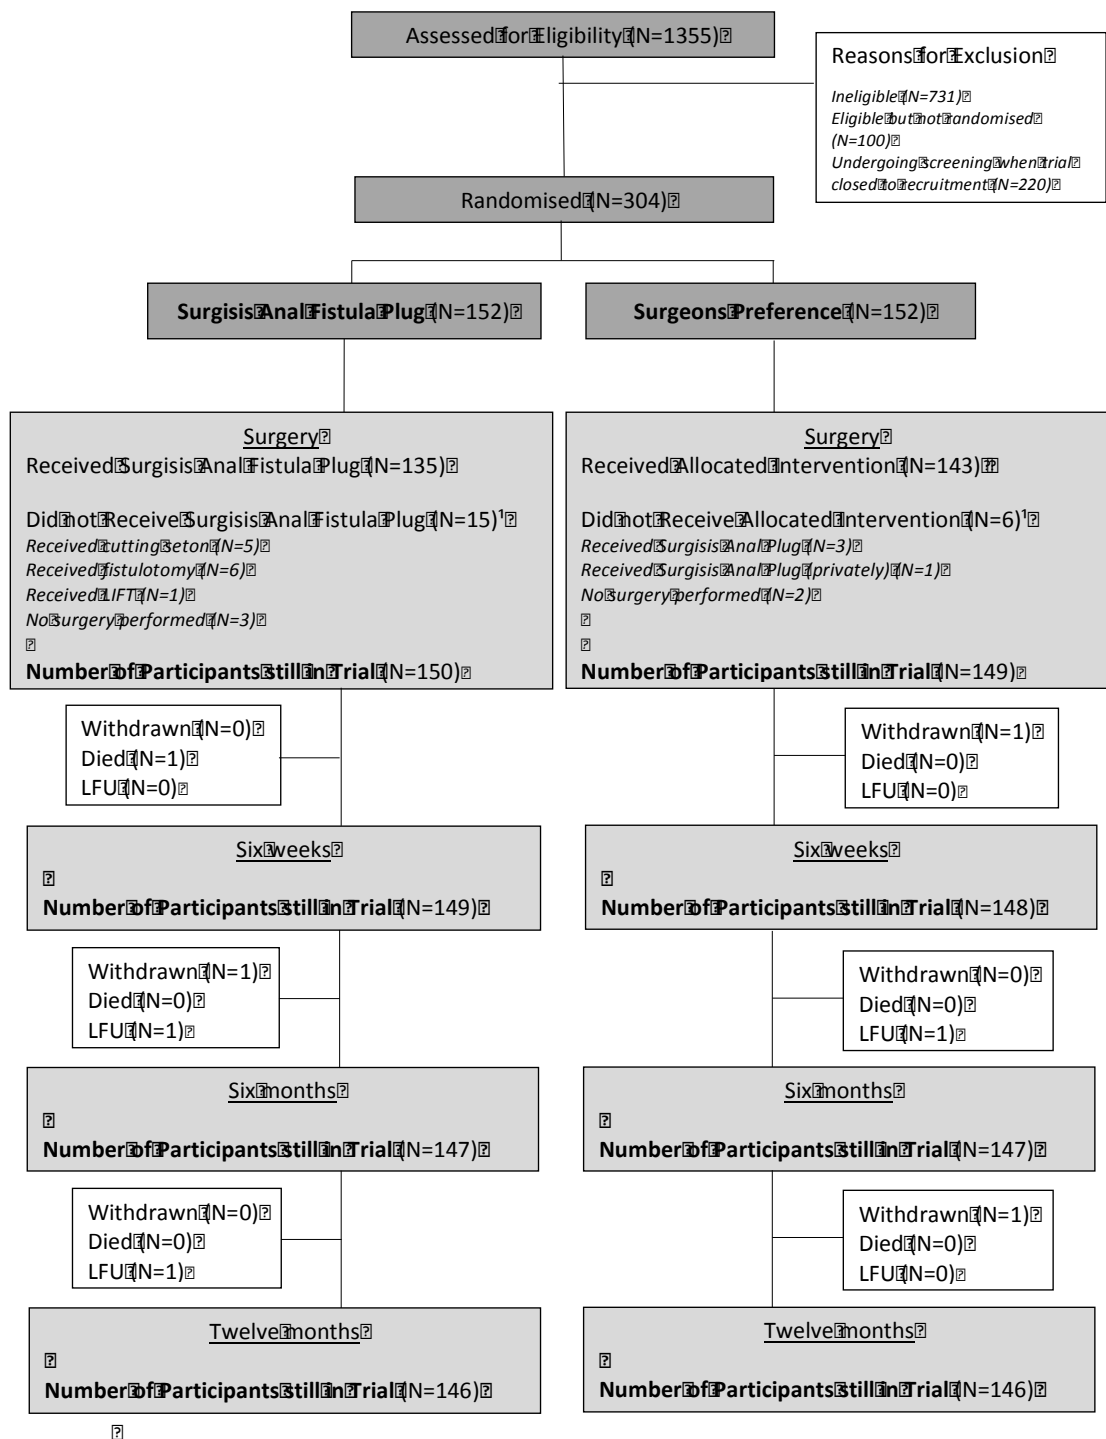 Assessed for Eligibility (N=1355)
Reasons for Exclusion
Ineligible (N=731)
Eligible but not randomised
(N=100)
Undergoing screening when trial
closed to recruitment (N=220)
Randomised (N=304)
Surgisis Anal Fistula Plug (N=152)
Surgeons Preference (N=152)
Surgery
Received Surgisis Anal Fistula Plug (N=135)
Did not Receive Surgisis Anal Fistula Plug (N=15)¹
Received cutting seton (N=5)
Received fistulotomy (N=6)
Received LIFT (N=1)
No surgery performed (N=3)
Number of Participants still in Trial (N=150)
Surgery
Received Allocated Intervention (N=143)
Did not Receive Allocated Intervention (N=6)¹
Received Surgisis Anal Plug (N=3)
Received Surgisis Anal Plug (privately) (N=1)
No surgery performed (N=2)
Number of Participants still in Trial (N=149)
Withdrawn (N=0)
Died (N=1)
LFU (N=0)
Withdrawn (N=1)
Died (N=0)
LFU (N=0)
Six weeks
Number of Participants still in Trial (N=149)
Six weeks
Number of Participants still in Trial (N=148)
Withdrawn (N=1)
Died (N=0)
LFU (N=1)
Withdrawn (N=0)
Died (N=0)
LFU (N=1)
Six months
Number of Participants still in Trial (N=147)
Six months
Number of Participants still in Trial (N=147)
Withdrawn (N=0)
Died (N=0)
LFU (N=1)
Withdrawn (N=1)
Died (N=0)
LFU (N=0)
Twelve months
Number of Participants still in Trial (N=146)
Twelve months
Number of Participants still in Trial (N=146)